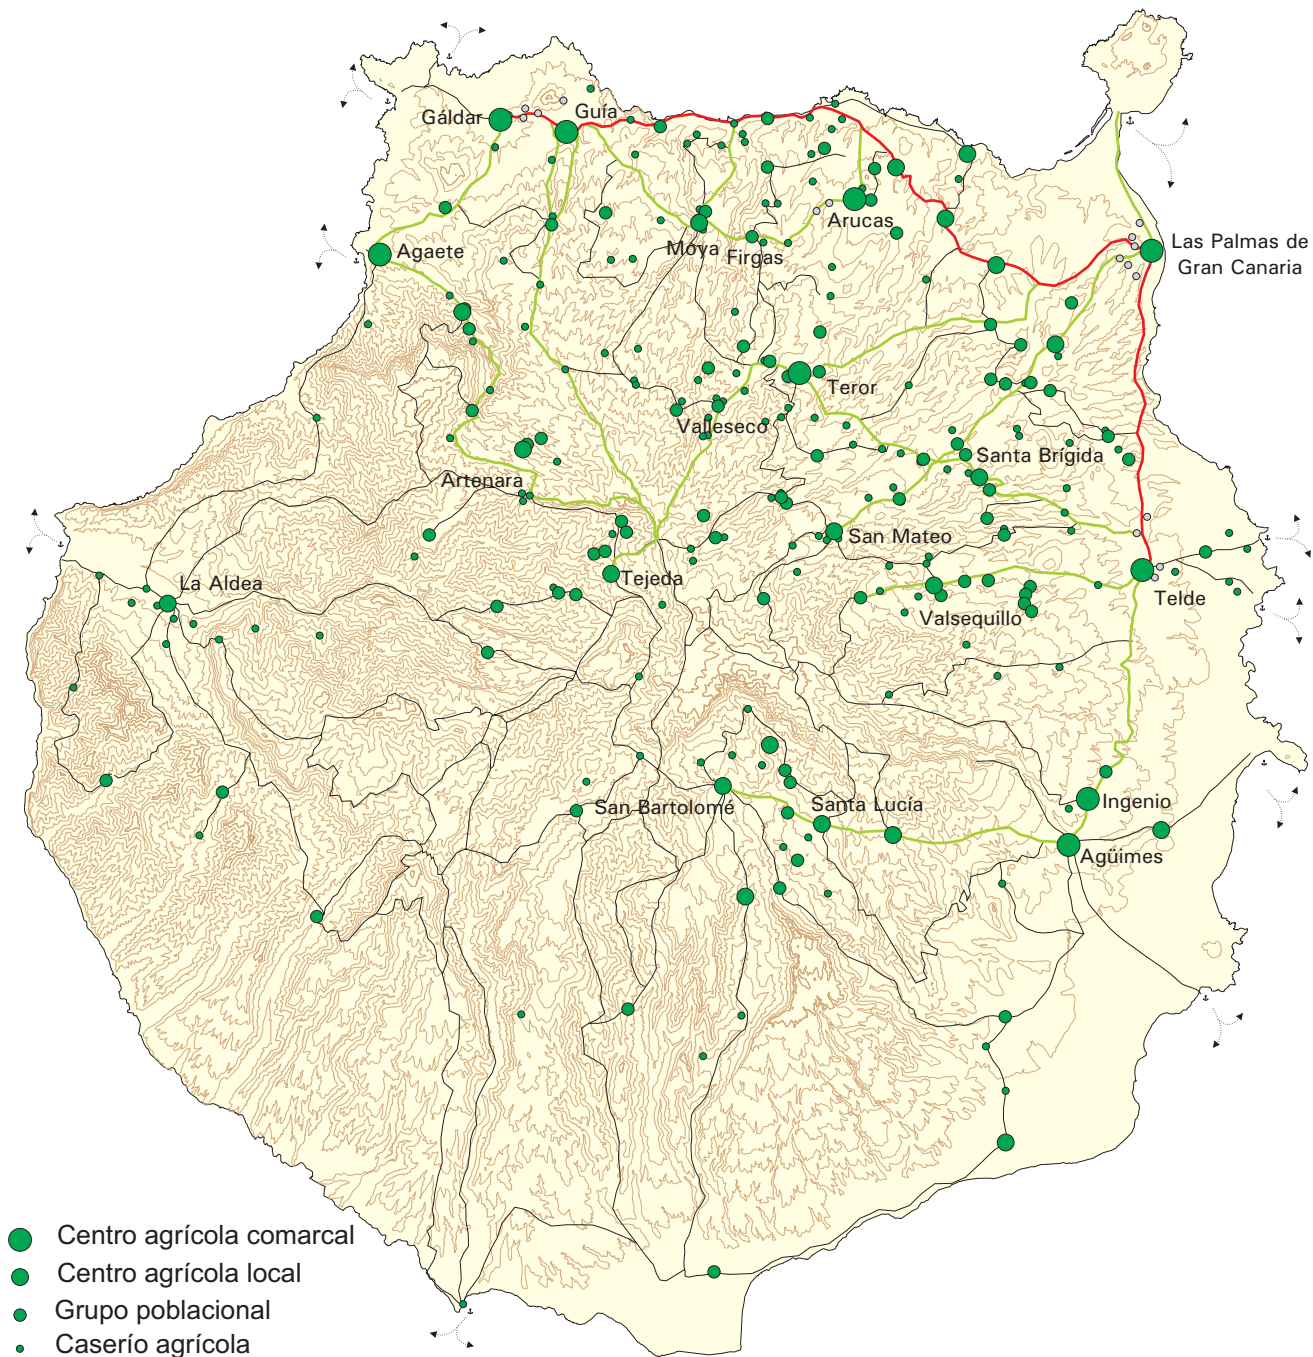 Gáldar
Guía
Agaete
Moya
Firgas
Arucas
Las Palmas de
Gran Canaria
Teror
Valleseco
Artenara
Santa Brígida
San Mateo
Tejeda
La Aldea
Valsequillo
Telde
San Bartolomé
Santa Lucía
Ingenio
Agüimes
Centro agrícola comarcal
Centro agrícola local
Grupo poblacional
Caserío agrícola